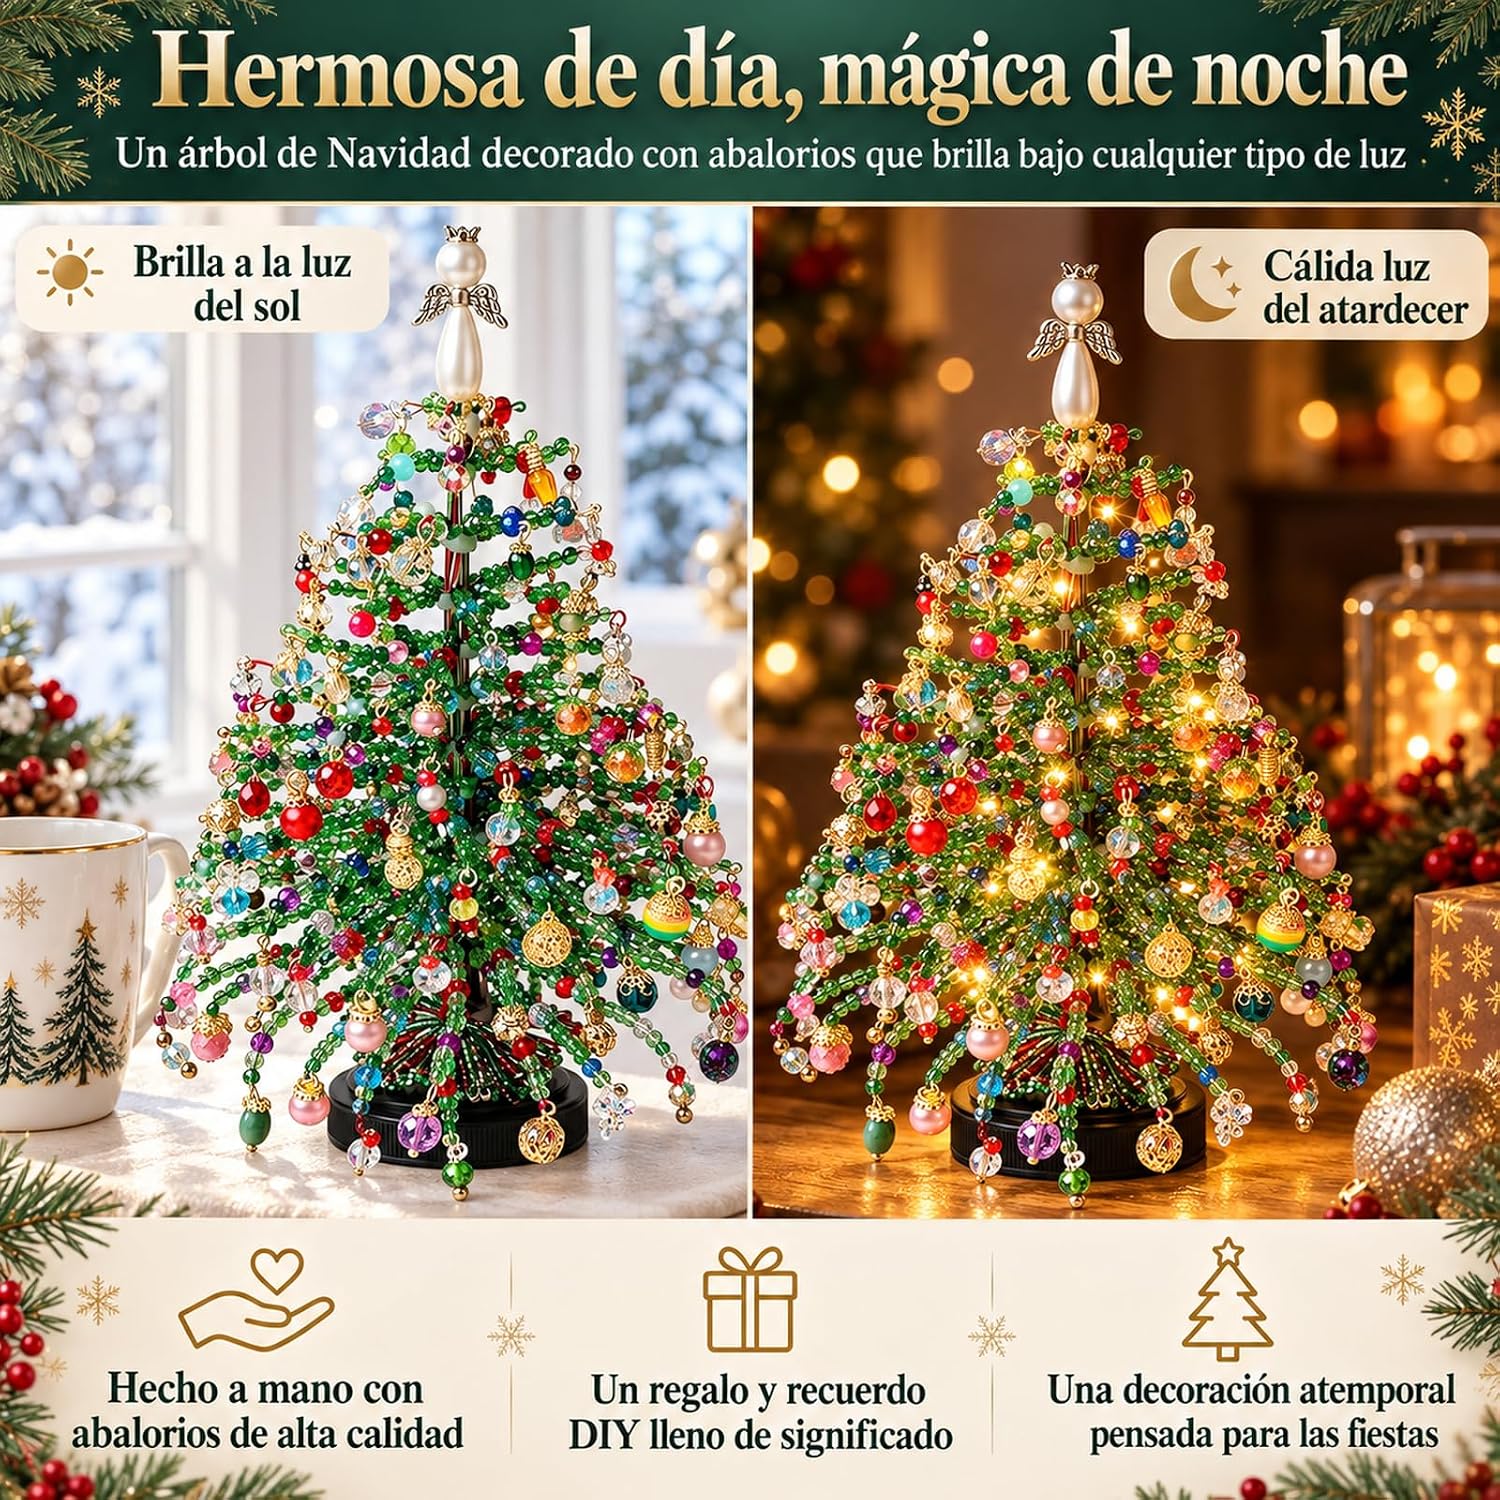 Hermosa de día, mágica de noche
Un árbol de Navidad decorado con abalorios que brilla bajo cualquier tipo de luz
Brilla a la luz
del sol
Cálida luz
del atardecer
Hecho a mano con
abalorios de alta calidad
Un regalo y recuerdo
DIY lleno de significado
Una decoración atemporal
pensada para las fiestas